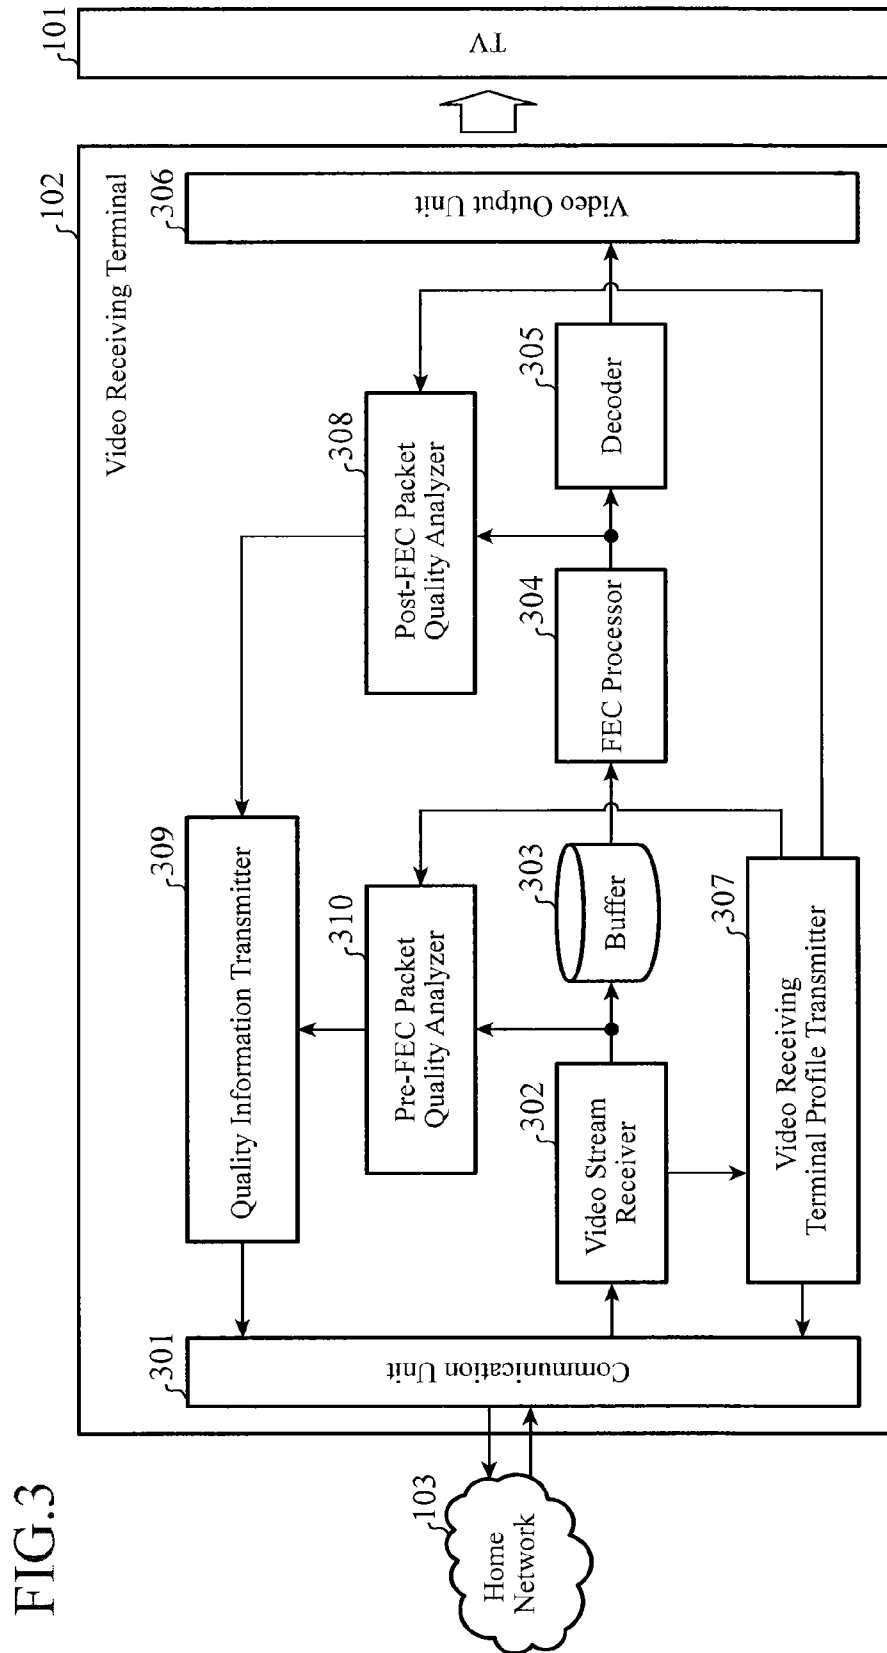 FIG.3
103
Home
Network
102
Video Receiving Terminal
301
Communication Unit
309
Quality Information Transmitter
310
Pre-FEC Packet
Quality Analyzer
308
Post-FEC Packet
Quality Analyzer
302
Video Stream
Receiver
303
Buffer
304
FEC Processor
305
Decoder
307
Video Receiving
Terminal Profile Transmitter
306
Video Output Unit
101
TV